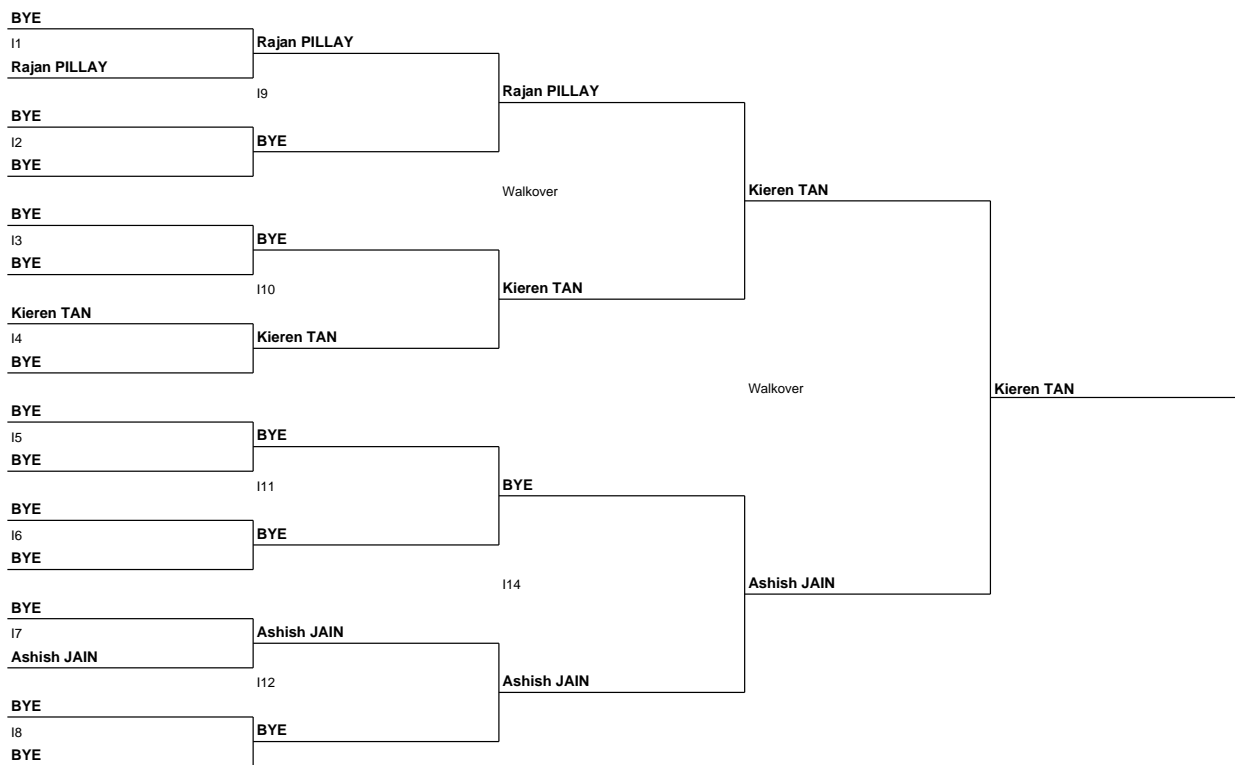 BYE
I1
Rajan PILLAY
BYE
I2
BYE
BYE
I3
BYE
Kieren TAN
I4
BYE
BYE
I5
BYE
BYE
I6
BYE
BYE
I7
Ashish JAIN
BYE
I8
BYE
Rajan PILLAY
I9
BYE
BYE
I10
Kieren TAN
BYE
I11
BYE
Ashish JAIN
I12
BYE
Rajan PILLAY
Walkover
Kieren TAN
BYE
I14
Ashish JAIN
Kieren TAN
Walkover
Ashish JAIN
Kieren TAN